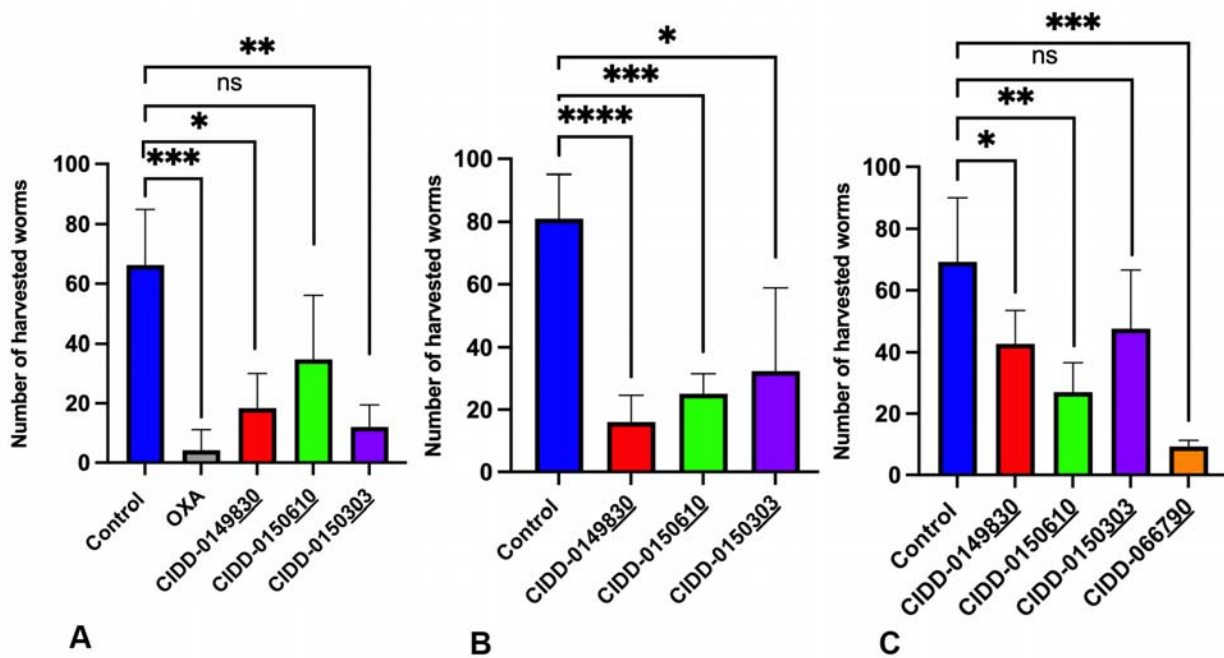 **
ns
*
***
100
80
60
40
20
0
Number of harvested worms
Control
OXA
CIDD-0149830
CIDD-0150610
CIDD-0150303
A
*
***
****
100
80
60
40
20
0
Number of harvested worms
Control
CIDD-0149830
CIDD-0150610
CIDD-0150303
B
***
ns
**
*
100
80
60
40
20
0
Number of harvested worms
Control
CIDD-0149830
CIDD-0150610
CIDD-0150303
CIDD-066790
C